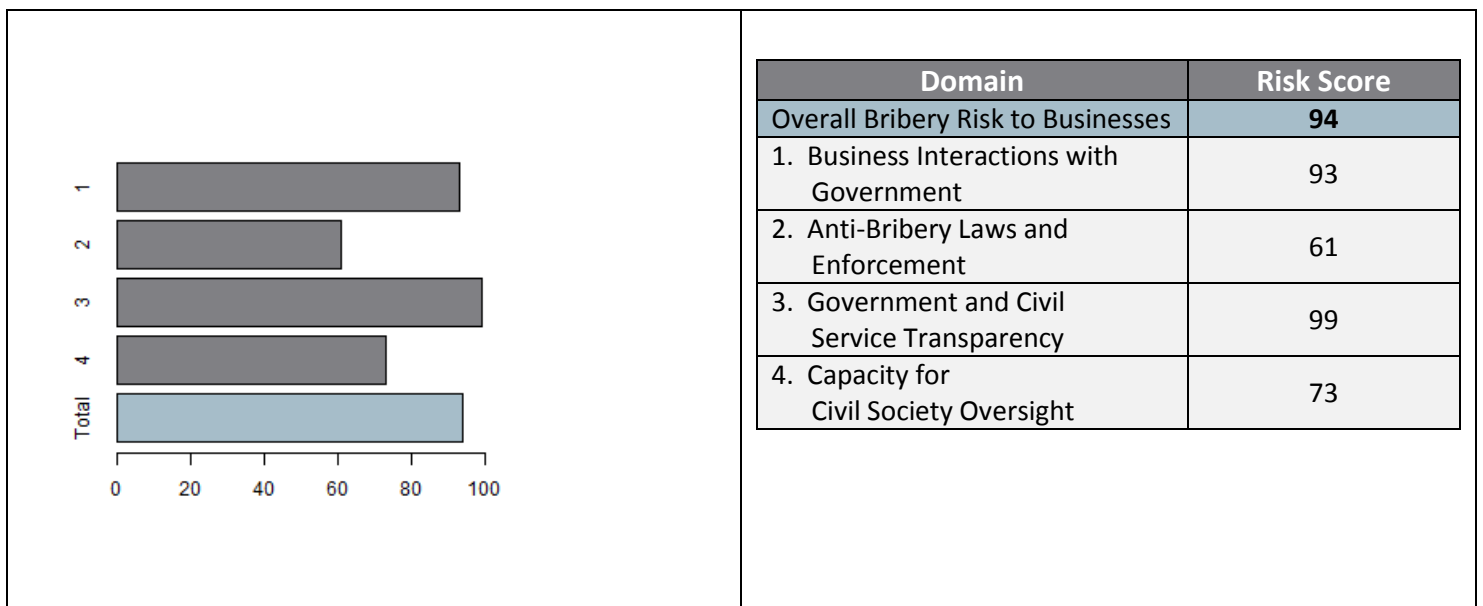 1
2
3
4
Total
0 20 40 60 80 100
Domain Risk Score
Overall Bribery Risk to Businesses 94
1. Business Interactions with
Government 93
2. Anti-Bribery Laws and
Enforcement 61
3. Government and Civil
Service Transparency 99
4. Capacity for
Civil Society Oversight 73